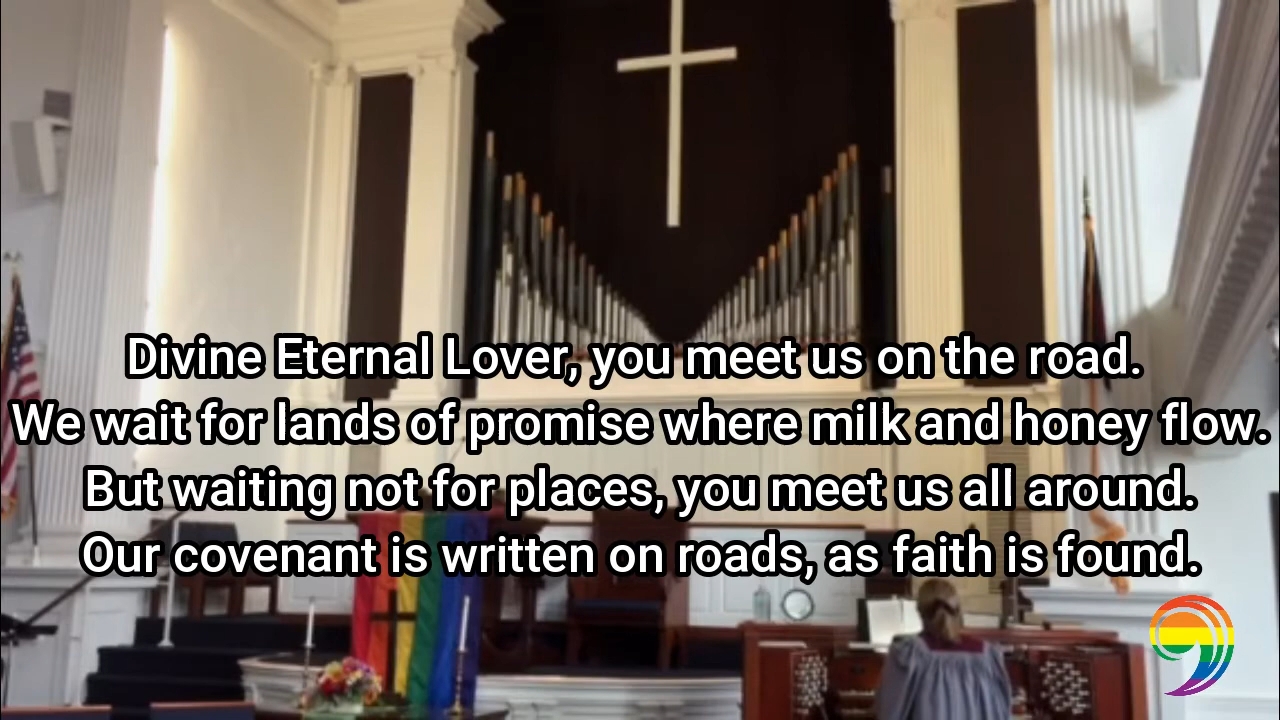 Divine Eternal Lover, you meet us on the road.
We wait for lands of promise where milk and honey flow.
But waiting not for places, you meet us all around.
Our covenant is written on roads, as faith is found.